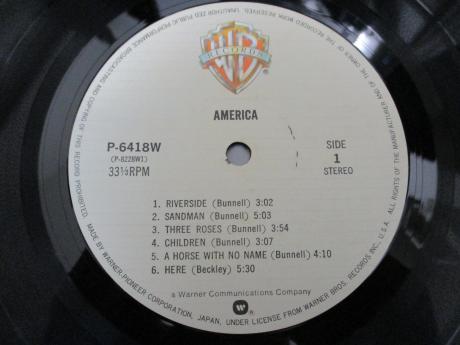 UNAUTHORIZED PUBLIC PERFORMANCE, BROADCASTING AND COPYING OF THIS RECORD PROHIBITED. MADE BY WARNER-PIONEER CORPORATION, JAPAN, UNDER LICENSE FROM WARNER BROS. RECORDS INC., U.S.A. ALL RIGHTS OF THE MANUFACTURER AND OF THE OWNER OF THE RECORDED WORK RESERVED.
WB
RECORDS
AMERICA
P-6418W
(P-8228W1)
33⅓RPM
SIDE
1
STEREO
1. RIVERSIDE (Bunnell) 3:02
2. SANDMAN (Bunnell) 5:03
3. THREE ROSES (Bunnell) 3:54
4. CHILDREN (Bunnell) 3:07
5. A HORSE WITH NO NAME (Bunnell) 4:10
6. HERE (Beckley) 5:30
a Warner Communications Company